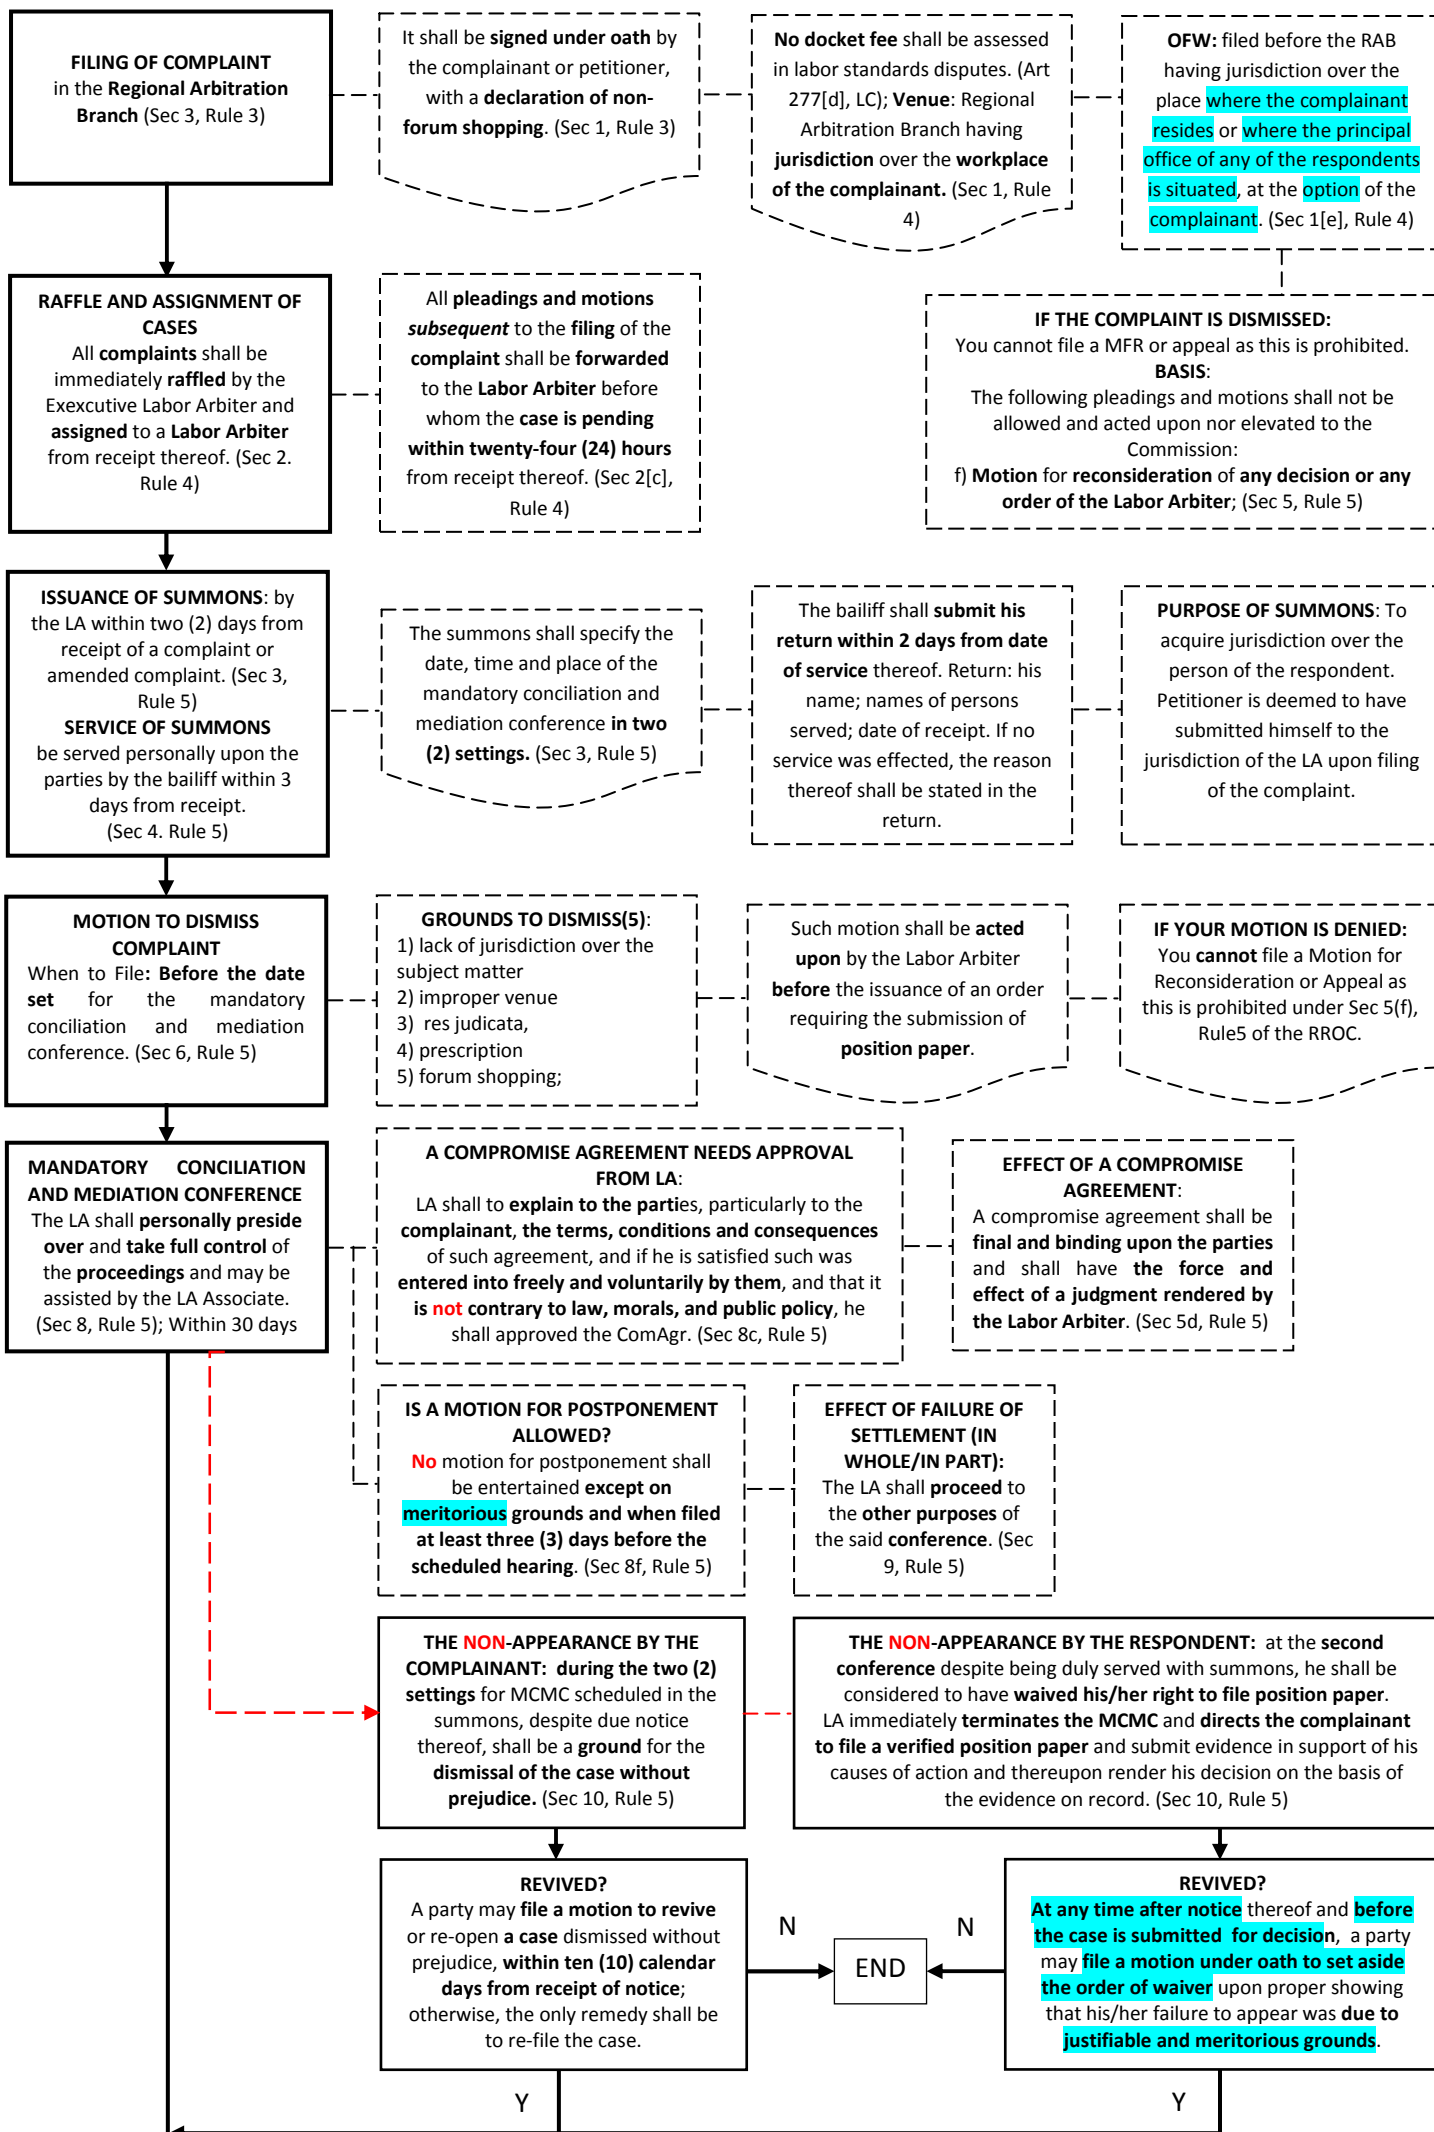 FILING OF COMPLAINT
in the Regional Arbitration
Branch (Sec 3, Rule 3)
It shall be signed under oath by
the complainant or petitioner,
with a declaration of non-
forum shopping. (Sec 1, Rule 3)
No docket fee shall be assessed
in labor standards disputes. (Art
277[d], LC); Venue: Regional
Arbitration Branch having
jurisdiction over the workplace
of the complainant. (Sec 1, Rule
4)
OFW: filed before the RAB
having jurisdiction over the
place where the complainant
resides or where the principal
office of any of the respondents
is situated, at the option of the
complainant. (Sec 1[e], Rule 4)
RAFFLE AND ASSIGNMENT OF
CASES
All complaints shall be
immediately raffled by the
Exexcutive Labor Arbiter and
assigned to a Labor Arbiter
from receipt thereof. (Sec 2.
Rule 4)
All pleadings and motions
subsequent to the filing of the
complaint shall be forwarded
to the Labor Arbiter before
whom the case is pending
within twenty-four (24) hours
from receipt thereof. (Sec 2[c],
Rule 4)
IF THE COMPLAINT IS DISMISSED:
You cannot file a MFR or appeal as this is prohibited.
BASIS:
The following pleadings and motions shall not be
allowed and acted upon nor elevated to the
Commission:
f) Motion for reconsideration of any decision or any
order of the Labor Arbiter; (Sec 5, Rule 5)
ISSUANCE OF SUMMONS: by
the LA within two (2) days from
receipt of a complaint or
amended complaint. (Sec 3,
Rule 5)
SERVICE OF SUMMONS
be served personally upon the
parties by the bailiff within 3
days from receipt.
(Sec 4. Rule 5)
The summons shall specify the
date, time and place of the
mandatory conciliation and
mediation conference in two
(2) settings. (Sec 3, Rule 5)
The bailiff shall submit his
return within 2 days from date
of service thereof. Return: his
name; names of persons
served; date of receipt. If no
service was effected, the reason
thereof shall be stated in the
return.
PURPOSE OF SUMMONS: To
acquire jurisdiction over the
person of the respondent.
Petitioner is deemed to have
submitted himself to the
jurisdiction of the LA upon filing
of the complaint.
MOTION TO DISMISS
COMPLAINT
When to File: Before the date
set for the mandatory
conciliation and mediation
conference. (Sec 6, Rule 5)
GROUNDS TO DISMISS(5):
1) lack of jurisdiction over the
subject matter
2) improper venue
3) res judicata,
4) prescription
5) forum shopping;
Such motion shall be acted
upon by the Labor Arbiter
before the issuance of an order
requiring the submission of
position paper.
IF YOUR MOTION IS DENIED:
You cannot file a Motion for
Reconsideration or Appeal as
this is prohibited under Sec 5(f),
Rule5 of the RROC.
MANDATORY CONCILIATION
AND MEDIATION CONFERENCE
The LA shall personally preside
over and take full control of
the proceedings and may be
assisted by the LA Associate.
(Sec 8, Rule 5); Within 30 days
A COMPROMISE AGREEMENT NEEDS APPROVAL
FROM LA:
LA shall to explain to the parties, particularly to the
complainant, the terms, conditions and consequences
of such agreement, and if he is satisfied such was
entered into freely and voluntarily by them, and that it
is not contrary to law, morals, and public policy, he
shall approved the ComAgr. (Sec 8c, Rule 5)
EFFECT OF A COMPROMISE
AGREEMENT:
A compromise agreement shall be
final and binding upon the parties
and shall have the force and
effect of a judgment rendered by
the Labor Arbiter. (Sec 5d, Rule 5)
IS A MOTION FOR POSTPONEMENT
ALLOWED?
No motion for postponement shall
be entertained except on
meritorious grounds and when filed
at least three (3) days before the
scheduled hearing. (Sec 8f, Rule 5)
EFFECT OF FAILURE OF
SETTLEMENT (IN
WHOLE/IN PART):
The LA shall proceed to
the other purposes of
the said conference. (Sec
9, Rule 5)
THE NON-APPEARANCE BY THE
COMPLAINANT: during the two (2)
settings for MCMC scheduled in the
summons, despite due notice
thereof, shall be a ground for the
dismissal of the case without
prejudice. (Sec 10, Rule 5)
THE NON-APPEARANCE BY THE RESPONDENT: at the second
conference despite being duly served with summons, he shall be
considered to have waived his/her right to file position paper.
LA immediately terminates the MCMC and directs the complainant
to file a verified position paper and submit evidence in support of his
causes of action and thereupon render his decision on the basis of
the evidence on record. (Sec 10, Rule 5)
REVIVED?
A party may file a motion to revive
or re-open a case dismissed without
prejudice, within ten (10) calendar
days from receipt of notice;
otherwise, the only remedy shall be
to re-file the case.
N
END
N
REVIVED?
At any time after notice thereof and before
the case is submitted for decision, a party
may file a motion under oath to set aside
the order of waiver upon proper showing
that his/her failure to appear was due to
justifiable and meritorious grounds.
Y
Y